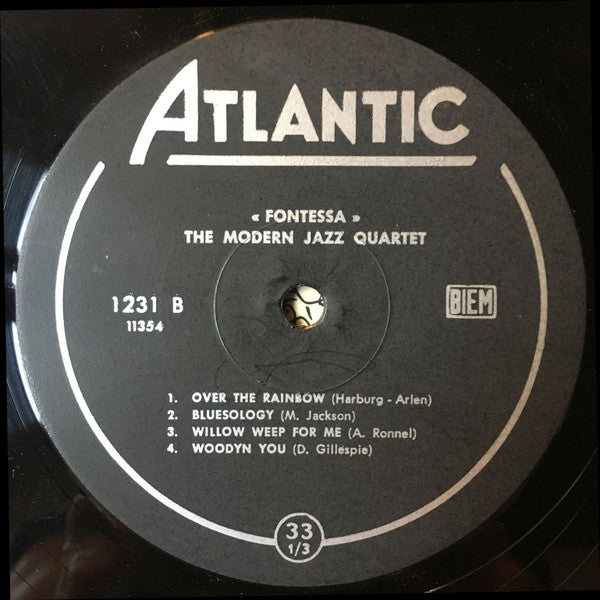 ATLANTIC
« FONTESSA »
THE MODERN JAZZ QUARTET
1231 B
11354
BIEM
1. OVER THE RAINBOW (Harburg - Arlen)
2. BLUESOLOGY (M. Jackson)
3. WILLOW WEEP FOR ME (A. Ronnel)
4. WOODYN YOU (D. Gillespie)
33
1/3